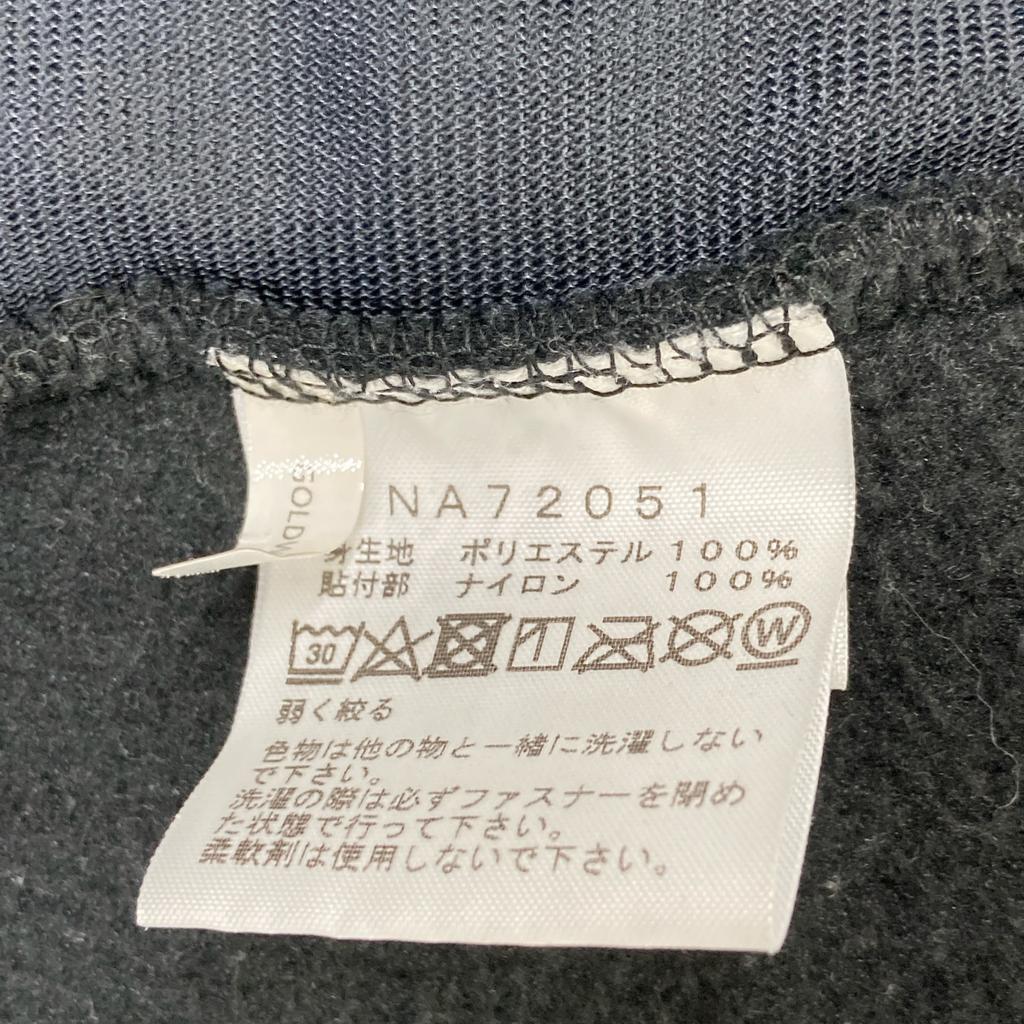 GOLDW
NA72051
身生地 ポリエステル 100%
貼付部 ナイロン 100%
30 W
弱く絞る
色物は他の物と一緒に洗濯しない
で下さい。
洗濯の際は必ずファスナーを閉め
た状態で行って下さい。
柔軟剤は使用しないで下さい。